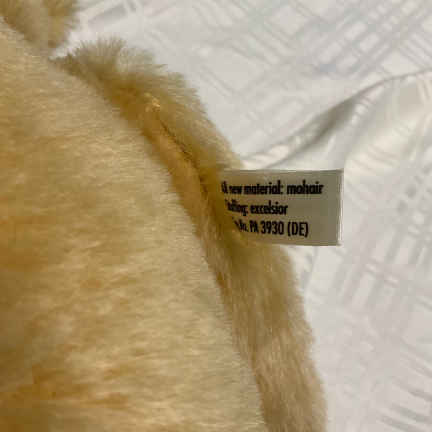 new material: mohair
excelsior
PA 3930 (DE)